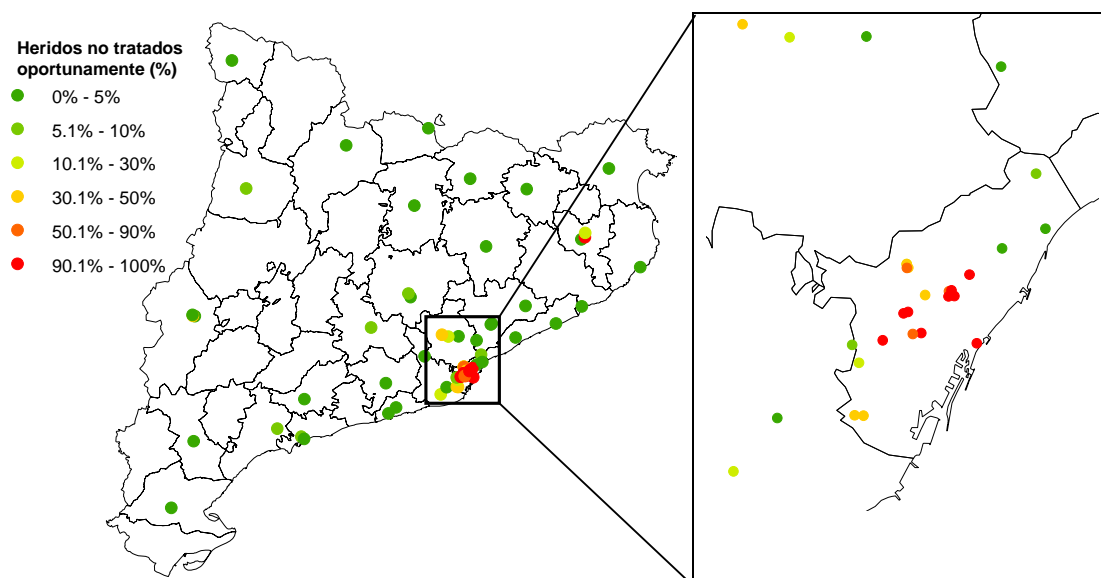 Heridos no tratados
oportunamente (%)
0% - 5%
5.1% - 10%
10.1% - 30%
30.1% - 50%
50.1% - 90%
90.1% - 100%